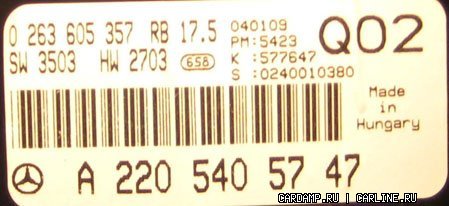 0 263 605 357 RB 17.5
SW 3503 HW 2703 658
040109
PM:5423
K :577647
S :0240010380
Q02
Made
in
Hungary
A 220 540 57 47
CARDAMP.RU | CARLINE.RU